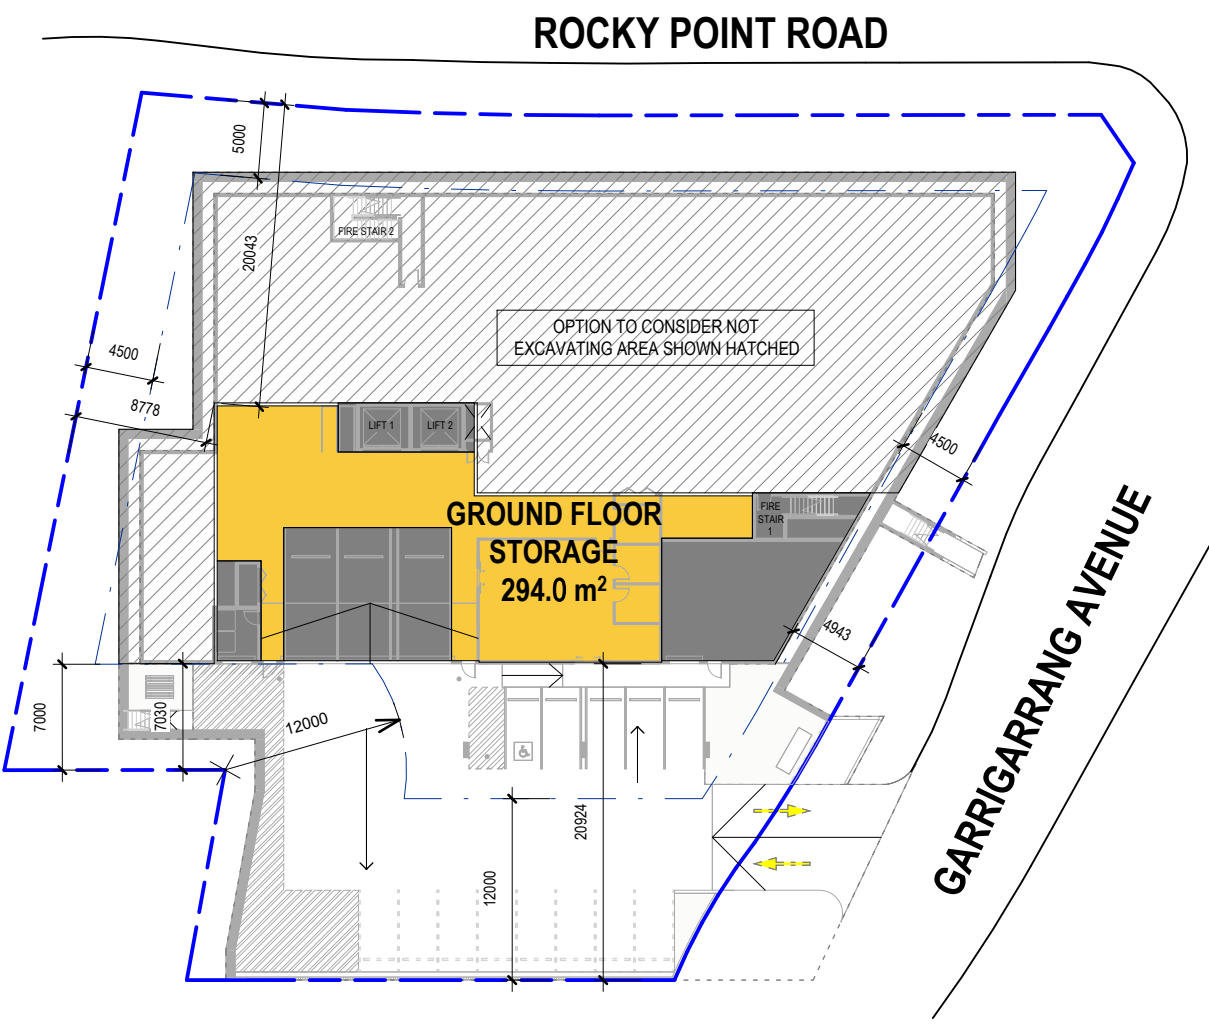 ROCKY POINT ROAD
5000
FIRE STAIR 2
20043
OPTION TO CONSIDER NOT
EXCAVATING AREA SHOWN HATCHED
4500
8778
LIFT 1
LIFT 2
4500
GROUND FLOOR
STORAGE
294.0 m²
FIRE
STAIR
1
GARRIGARRANG AVENUE
4943
7000
7030
12000
20924
12000